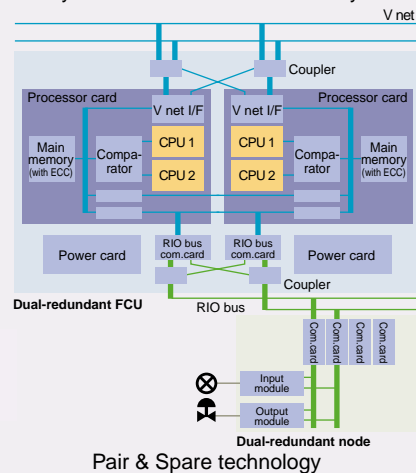 V net
Coupler
Processor card
V net I/F
V net I/F
Processor card
Main
memory
(with ECC)
Compa-
rator
CPU 1
CPU 2
CPU 1
CPU 2
Compa-
rator
Main
memory
(with ECC)
Power card
RIO bus
com.card
RIO bus
com.card
Power card
Coupler
Dual-redundant FCU
RIO bus
Com.card
Com.card
Com.card
Com.card
Input
module
Output
module
Dual-redundant node
Pair & Spare technology